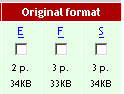 Original format
E F S
2 p. 3 p. 3 p.
34KB 33KB 34KB